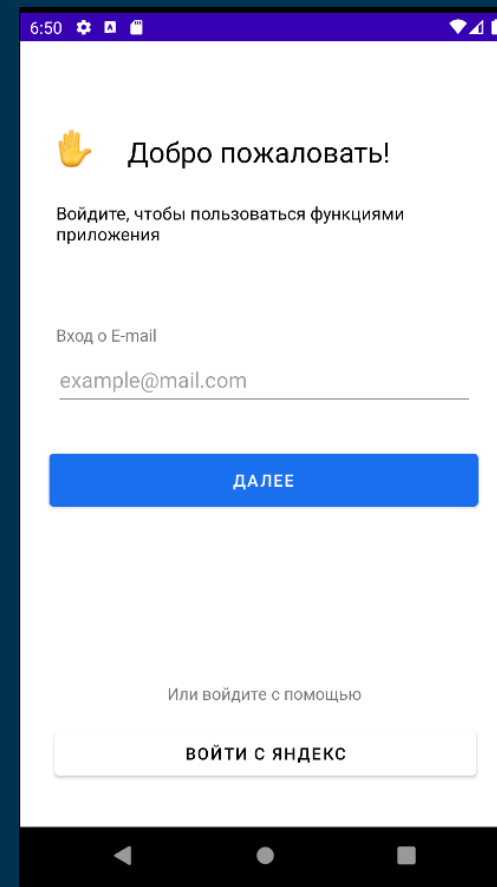 6:50
Добро пожаловать!
Войдите, чтобы пользоваться функциями
приложения
Вход о E-mail
example@mail.com
ДАЛЕЕ
Или войдите с помощью
ВОЙТИ С ЯНДЕКС